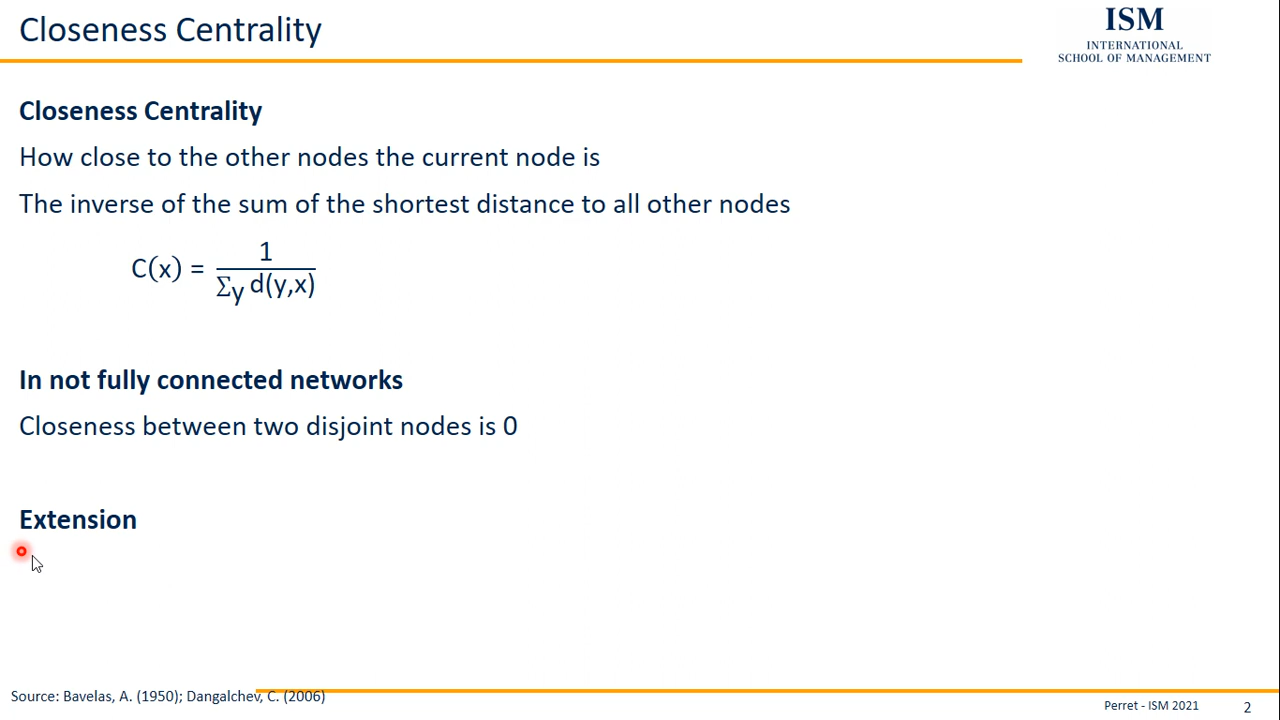 Closeness Centrality
ISM
INTERNATIONAL
SCHOOL OF MANAGEMENT
Closeness Centrality
How close to the other nodes the current node is
The inverse of the sum of the shortest distance to all other nodes
C(x) = 1 / ∑y d(y,x)
In not fully connected networks
Closeness between two disjoint nodes is 0
Extension
Source: Bavelas, A. (1950); Dangalchev, C. (2006)
Perret - ISM 2021
2